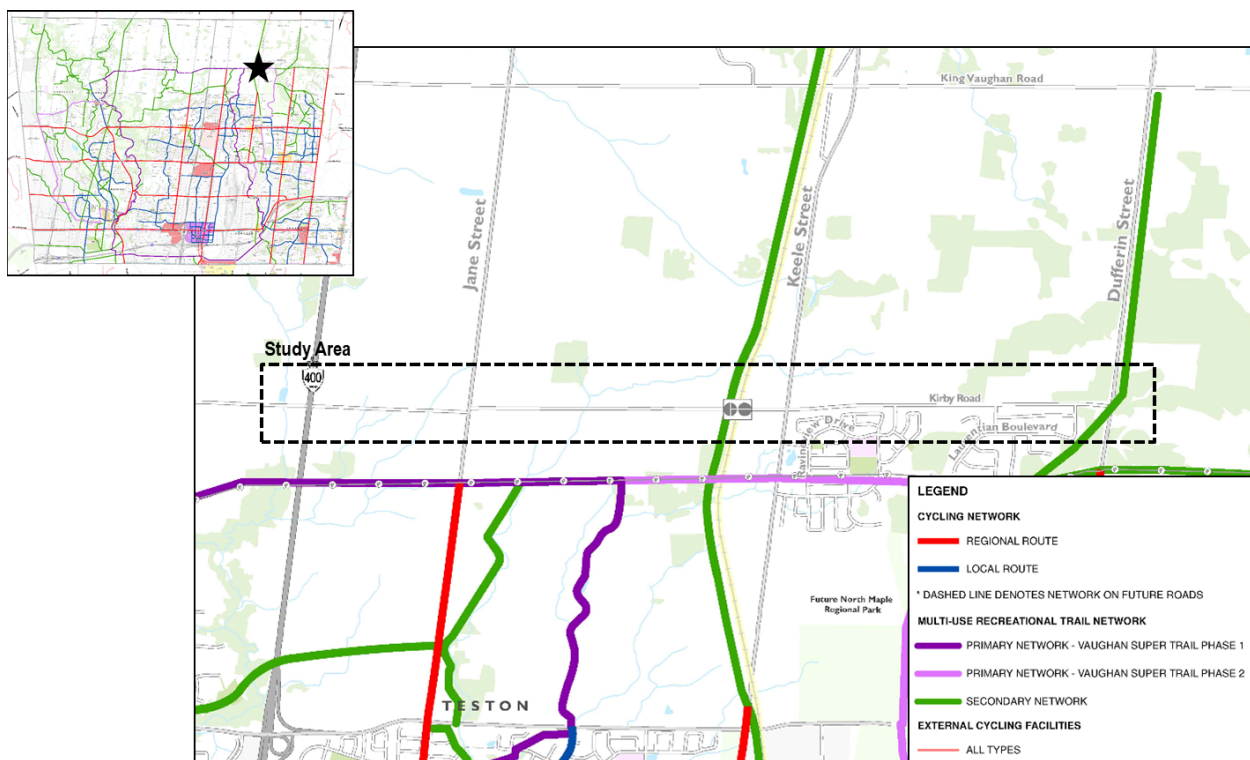 King Vaughan Road
Jane Street
Keele Street
Dufferin Street
Study Area
400
Kirby Road
Ravineview Drive
Laurentian Boulevard
Future North Maple
Regional Park
TESTON
LEGEND
CYCLING NETWORK
REGIONAL ROUTE
LOCAL ROUTE
* DASHED LINE DENOTES NETWORK ON FUTURE ROADS
MULTI-USE RECREATIONAL TRAIL NETWORK
PRIMARY NETWORK - VAUGHAN SUPER TRAIL PHASE 1
PRIMARY NETWORK - VAUGHAN SUPER TRAIL PHASE 2
SECONDARY NETWORK
EXTERNAL CYCLING FACILITIES
ALL TYPES